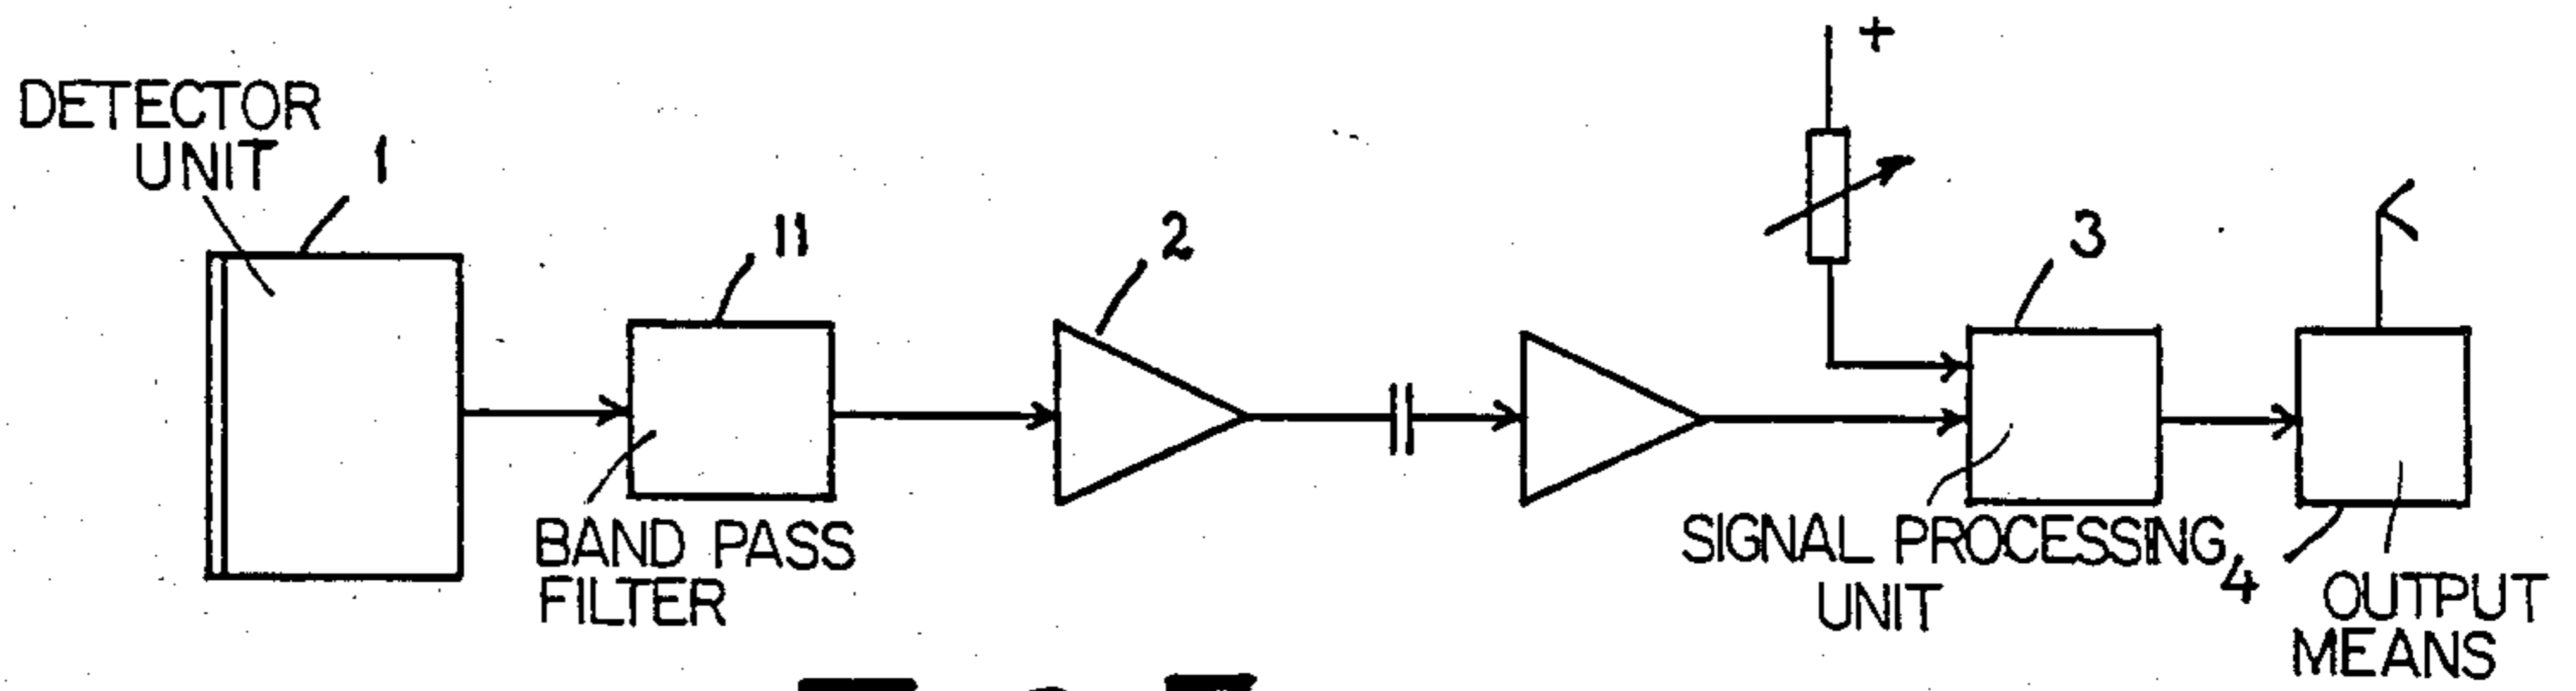 DETECTOR
UNIT
1
11
2
+
3
BAND PASS
FILTER
SIGNAL PROCESSING
UNIT
4
OUTPUT
MEANS